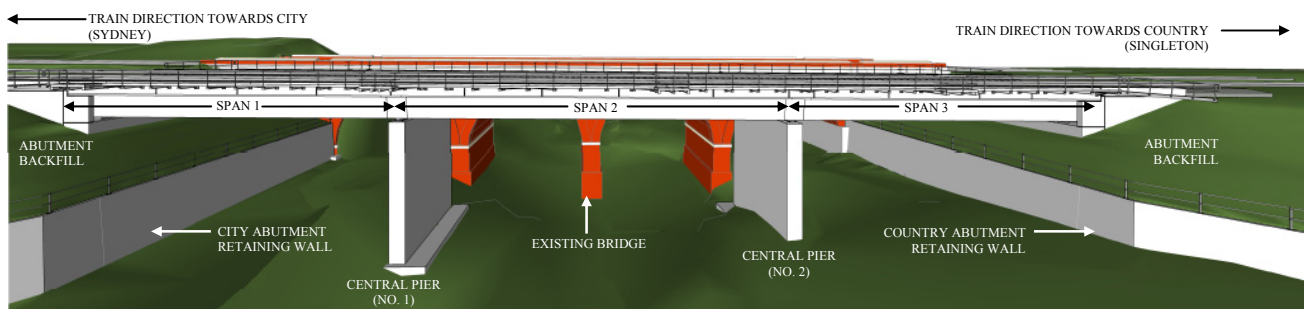 TRAIN DIRECTION TOWARDS CITY
(SYDNEY)
TRAIN DIRECTION TOWARDS COUNTRY
(SINGLETON)
SPAN 1
SPAN 2
SPAN 3
ABUTMENT
BACKFILL
ABUTMENT
BACKFILL
CITY ABUTMENT
RETAINING WALL
EXISTING BRIDGE
COUNTRY ABUTMENT
RETAINING WALL
CENTRAL PIER
(NO. 1)
CENTRAL PIER
(NO. 2)